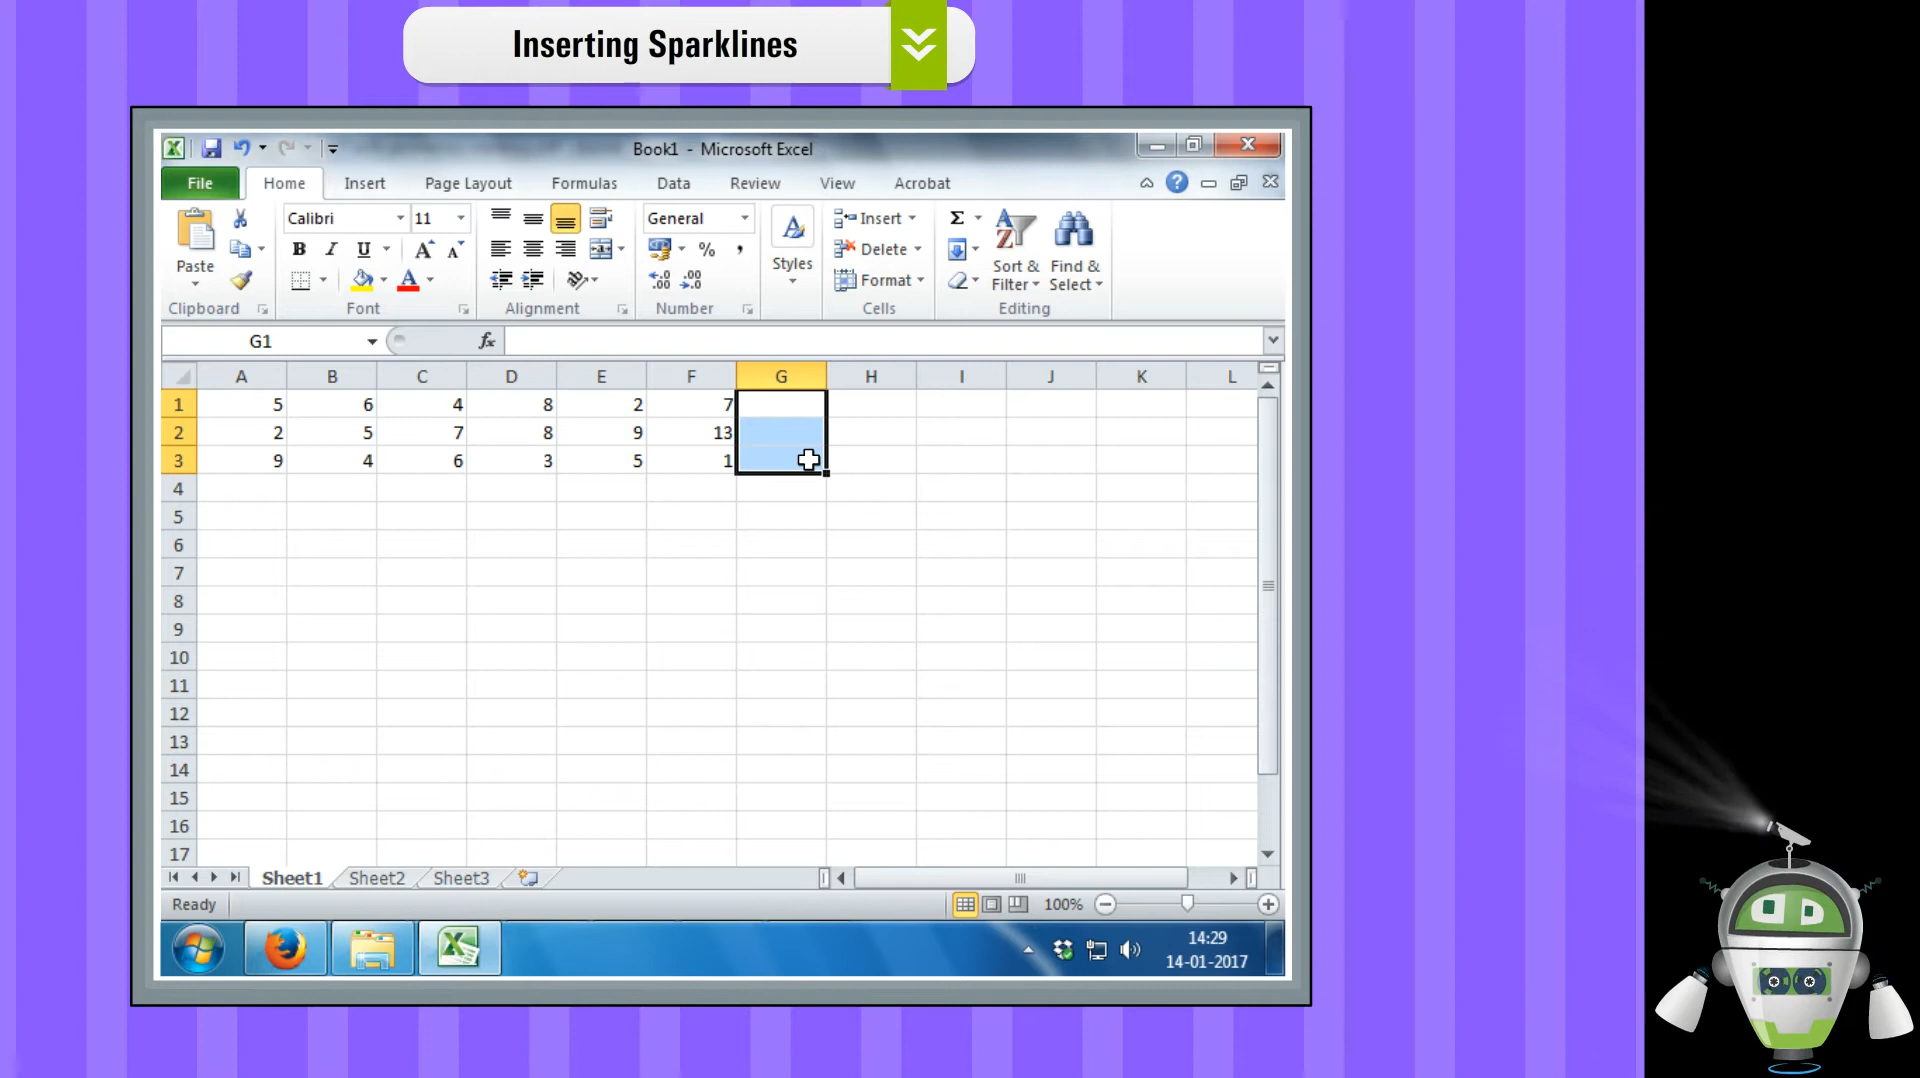 Inserting Sparklines
Book1 - Microsoft Excel
File Home Insert Page Layout Formulas Data Review View Acrobat
Paste
Clipboard
Calibri 11
B I U A A
A
Font
Alignment
General
% ,
.00 .00
Number
Styles
Insert
Delete
Format
Cells
Σ
Sort & Filter
Find & Select
Editing
G1 fx
A B C D E F G H I J K L
1 5 6 4 8 2 7
2 2 5 7 8 9 13
3 9 4 6 3 5 1
4
5
6
7
8
9
10
11
12
13
14
15
16
17
Sheet1 Sheet2 Sheet3
Ready 100%
14:29
14-01-2017